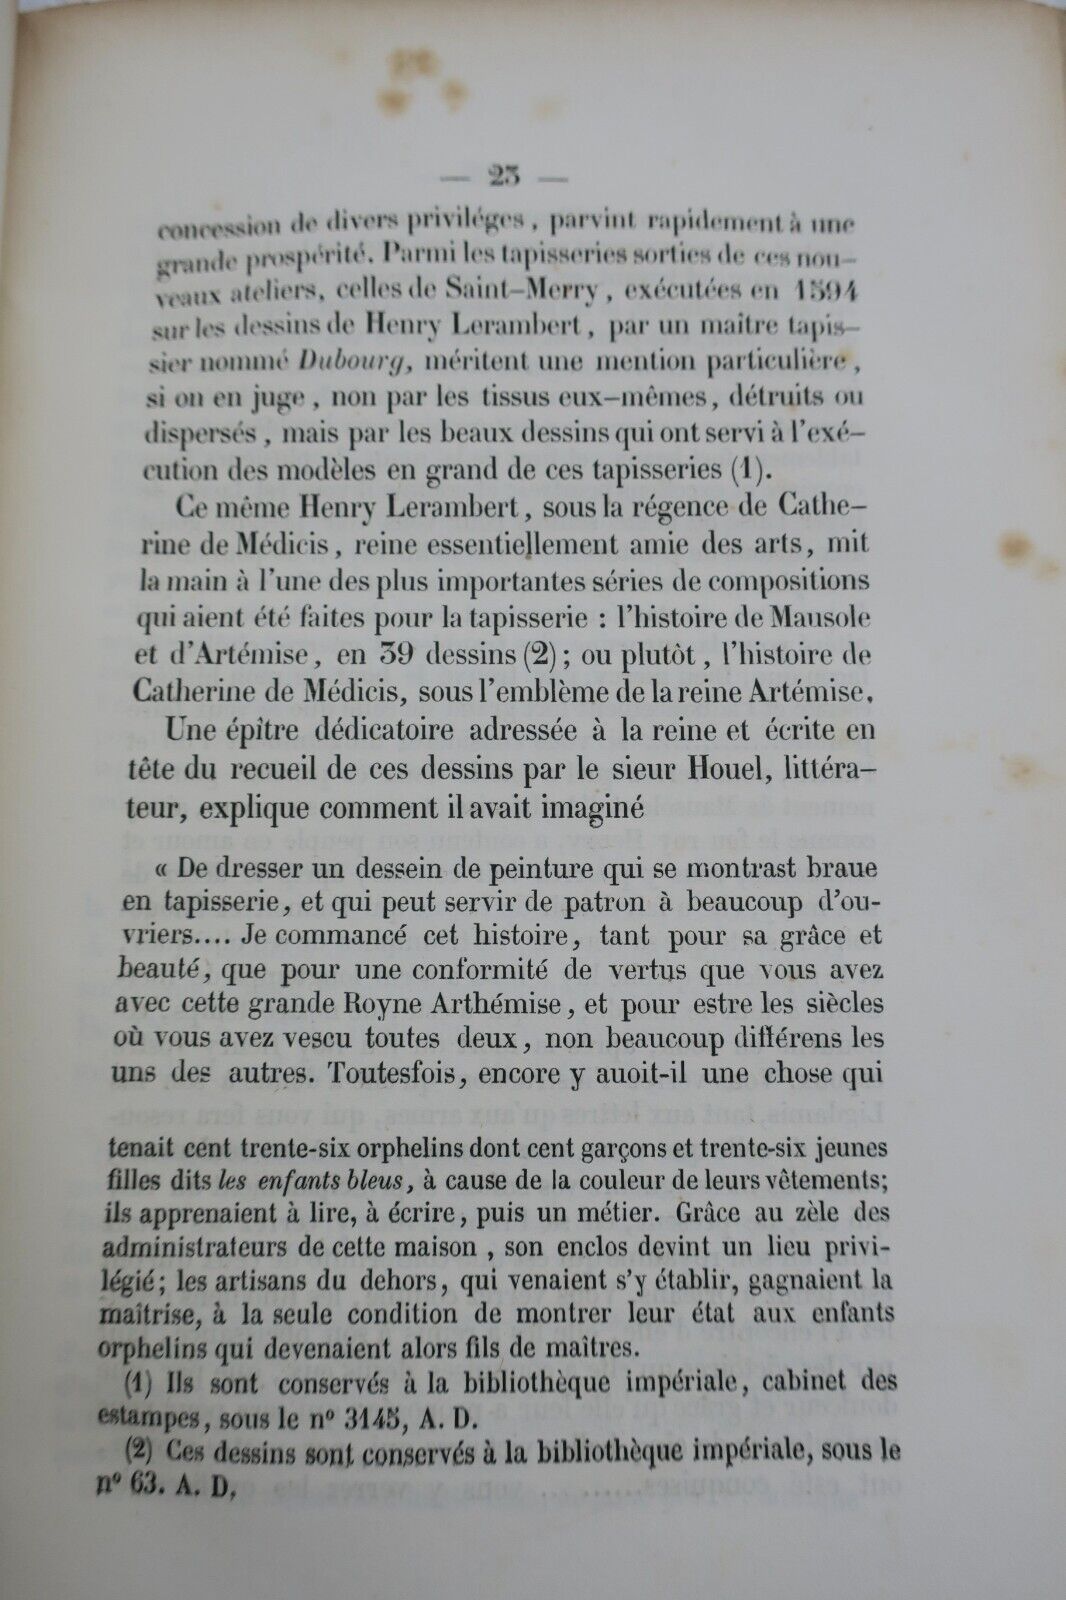 — 23 —
concession de divers priviléges, parvint rapidement à une
grande prospérité. Parmi les tapisseries sorties de ces nou-
veaux ateliers, celles de Saint-Merry, exécutées en 1594
sur les dessins de Henry Lerambert, par un maître tapis-
sier nommé Dubourg, méritent une mention particulière,
si on en juge, non par les tissus eux-mêmes, détruits ou
dispersés, mais par les beaux dessins qui ont servi à l'exé-
cution des modèles en grand de ces tapisseries (1).
Ce même Henry Lerambert, sous la régence de Cathe-
rine de Médicis, reine essentiellement amie des arts, mit
la main à l'une des plus importantes séries de compositions
qui aient été faites pour la tapisserie : l'histoire de Mausole
et d'Artémise, en 39 dessins (2); ou plutôt, l'histoire de
Catherine de Médicis, sous l'emblème de la reine Artémise.
Une épître dédicatoire adressée à la reine et écrite en
tête du recueil de ces dessins par le sieur Houel, littéra-
teur, explique comment il avait imaginé
« De dresser un dessein de peinture qui se montrast braue
en tapisserie, et qui peut servir de patron à beaucoup d'ou-
vriers.... Je commancé cet histoire, tant pour sa grâce et
beauté, que pour une conformité de vertus que vous avez
avec cette grande Royne Arthémise, et pour estre les siècles
où vous avez vescu toutes deux, non beaucoup différens les
uns des autres. Toutesfois, encore y auoit-il une chose qui
tenait cent trente-six orphelins dont cent garçons et trente-six jeunes
filles dits les enfants bleus, à cause de la couleur de leurs vêtements;
ils apprenaient à lire, à écrire, puis un métier. Grâce au zèle des
administrateurs de cette maison, son enclos devint un lieu privi-
légié; les artisans du dehors, qui venaient s'y établir, gagnaient la
maîtrise, à la seule condition de montrer leur état aux enfants
orphelins qui devenaient alors fils de maîtres.
(1) Ils sont conservés à la bibliothèque impériale, cabinet des
estampes, sous le nº 3145, A. D.
(2) Ces dessins sont conservés à la bibliothèque impériale, sous le
nº 63. A. D.